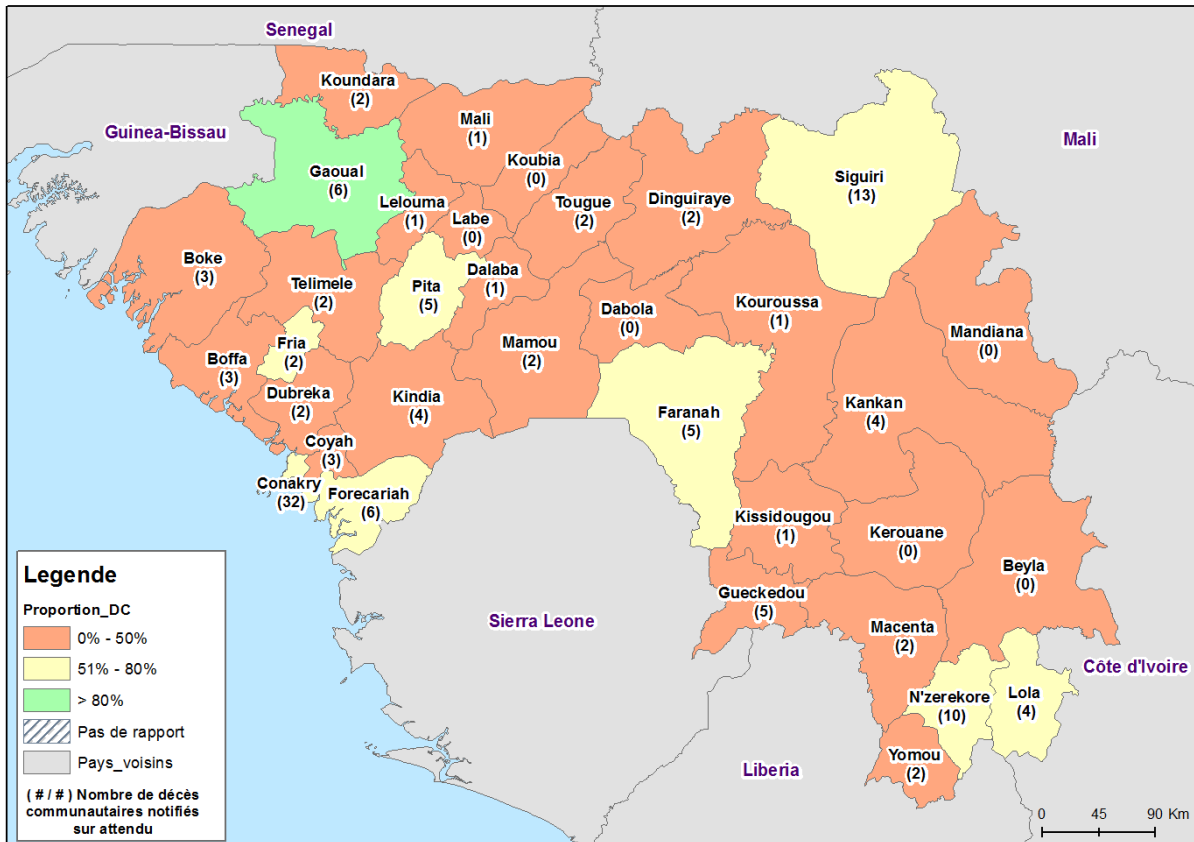 Senegal
Koundara
(2)
Guinea-Bissau
Mali
(1)
Mali
Koubia
(0)
Gaoual
(6)
Siguiri
(13)
Lelouma
(1)
Tougue
(2)
Dinguiraye
(2)
Labe
(0)
Boke
(3)
Telimele
(2)
Pita
(5)
Dalaba
(1)
Dabola
(0)
Kouroussa
(1)
Mandiana
(0)
Fria
(2)
Mamou
(2)
Boffa
(3)
Dubreka
(2)
Kindia
(4)
Faranah
(5)
Kankan
(4)
Coyah
(3)
Conakry
(32)
Forecariah
(6)
Kissidougou
(1)
Kerouane
(0)
Beyla
(0)
Gueckedou
(5)
Sierra Leone
Macenta
(2)
Côte d'Ivoire
N'zerekore
(10)
Lola
(4)
Yomou
(2)
Liberia
Legende
Proportion_DC
0% - 50%
51% - 80%
> 80%
Pas de rapport
Pays_voisins
( # / # ) Nombre de décès
communautaires notifiés
sur attendu
0 45 90 Km